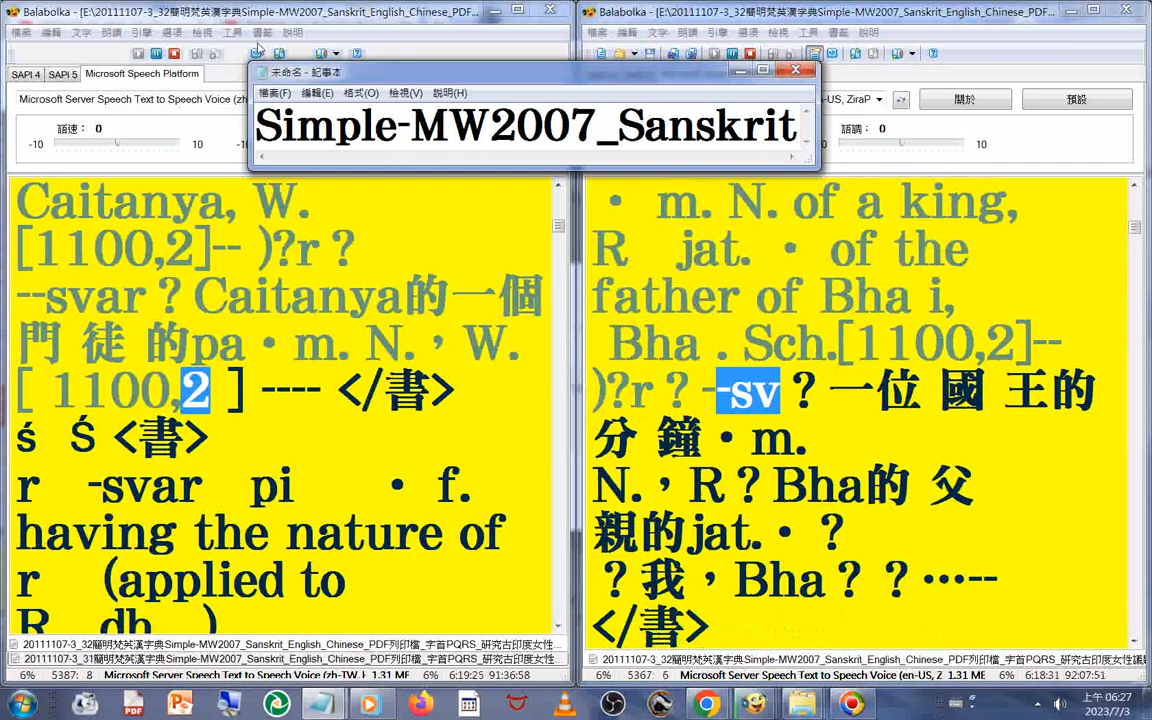 Balabolka - [E:\20111107-3_32簡明梵英漢字典Simple-MW2007_Sanskrit_English_Chinese_PDF...
檔案 編輯 文字 朗讀 引擎 選項 檢視 工具 書籤 說明
SAPI 4 SAPI 5 Microsoft Speech Platform
Microsoft Server Speech Text to Speech Voice (zh
語速： 0
-10 10 -10
Caitanya, W.
[1100,2]-- )?r ?
--svar ? Caitanya的一個
門 徒 的pa • m. N.，W.
[ 1100,2 ] ---- </書>
ś Ś <書>
r -svar pi • f.
having the nature of
r (applied to
R dh )
20111107-3_32簡明梵英漢字典Simple-MW2007_Sanskrit_English_Chinese_PDF列印檔_字首PQRS_研究古印度女性...
20111107-3_31簡明梵英漢字典Simple-MW2007_Sanskrit_English_Chinese_PDF列印檔_字首PQRS_研究古印度女性...
6% 5387: 8 Microsoft Server Speech Text to Speech Voice (zh-TW, 1.31 MB 6% 6:19:25 91:36:58
未命名 - 記事本
檔案(F) 編輯(E) 格式(O) 檢視(V) 說明(H)
Simple-MW2007_Sanskrit
Balabolka - [E:\20111107-3_32簡明梵英漢字典Simple-MW2007_Sanskrit_English_Chinese_PDF...
檔案 編輯 文字 朗讀 引擎 選項 檢視 工具 書籤 說明
-US, ZiraP 關於 預設
語調： 0
10
• m. N. of a king,
R jat. • of the
father of Bha i,
Bha . Sch.[1100,2]--
)?r ? --sv ? 一位 國 王的
分 鐘 • m.
N.，R ? Bha的 父
親的jat. • ?
? 我，Bha ? ? …--
</書>
20111107-3_32簡明梵英漢字典Simple-MW2007_Sanskrit_English_Chinese_PDF列印檔_字首PQRS_研究古印度女性議
6% 5367: 6 Microsoft Server Speech Text to Speech Voice (en-US, Z 1.31 MB 6% 6:18:31 92:07:51
上午 06:27
2023/7/3